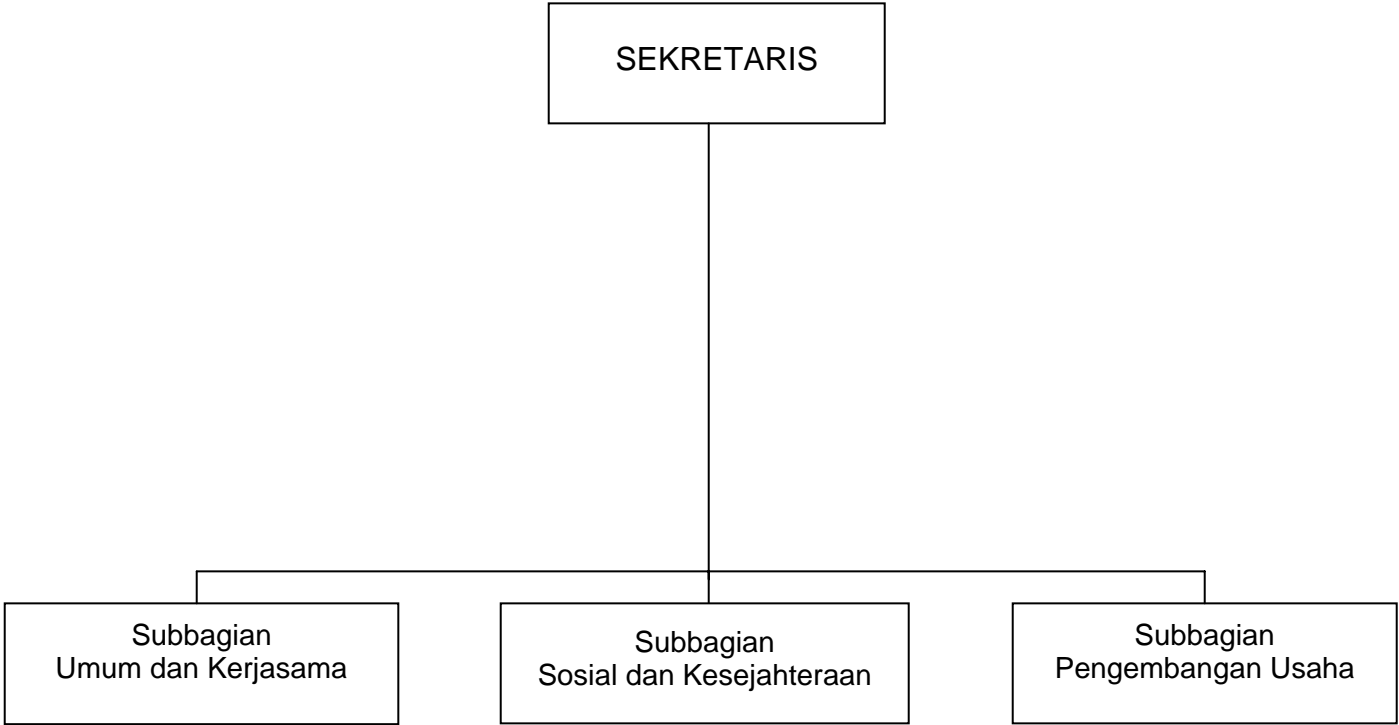 SEKRETARIS
Subbagian
Umum dan Kerjasama
Subbagian
Sosial dan Kesejahteraan
Subbagian
Pengembangan Usaha